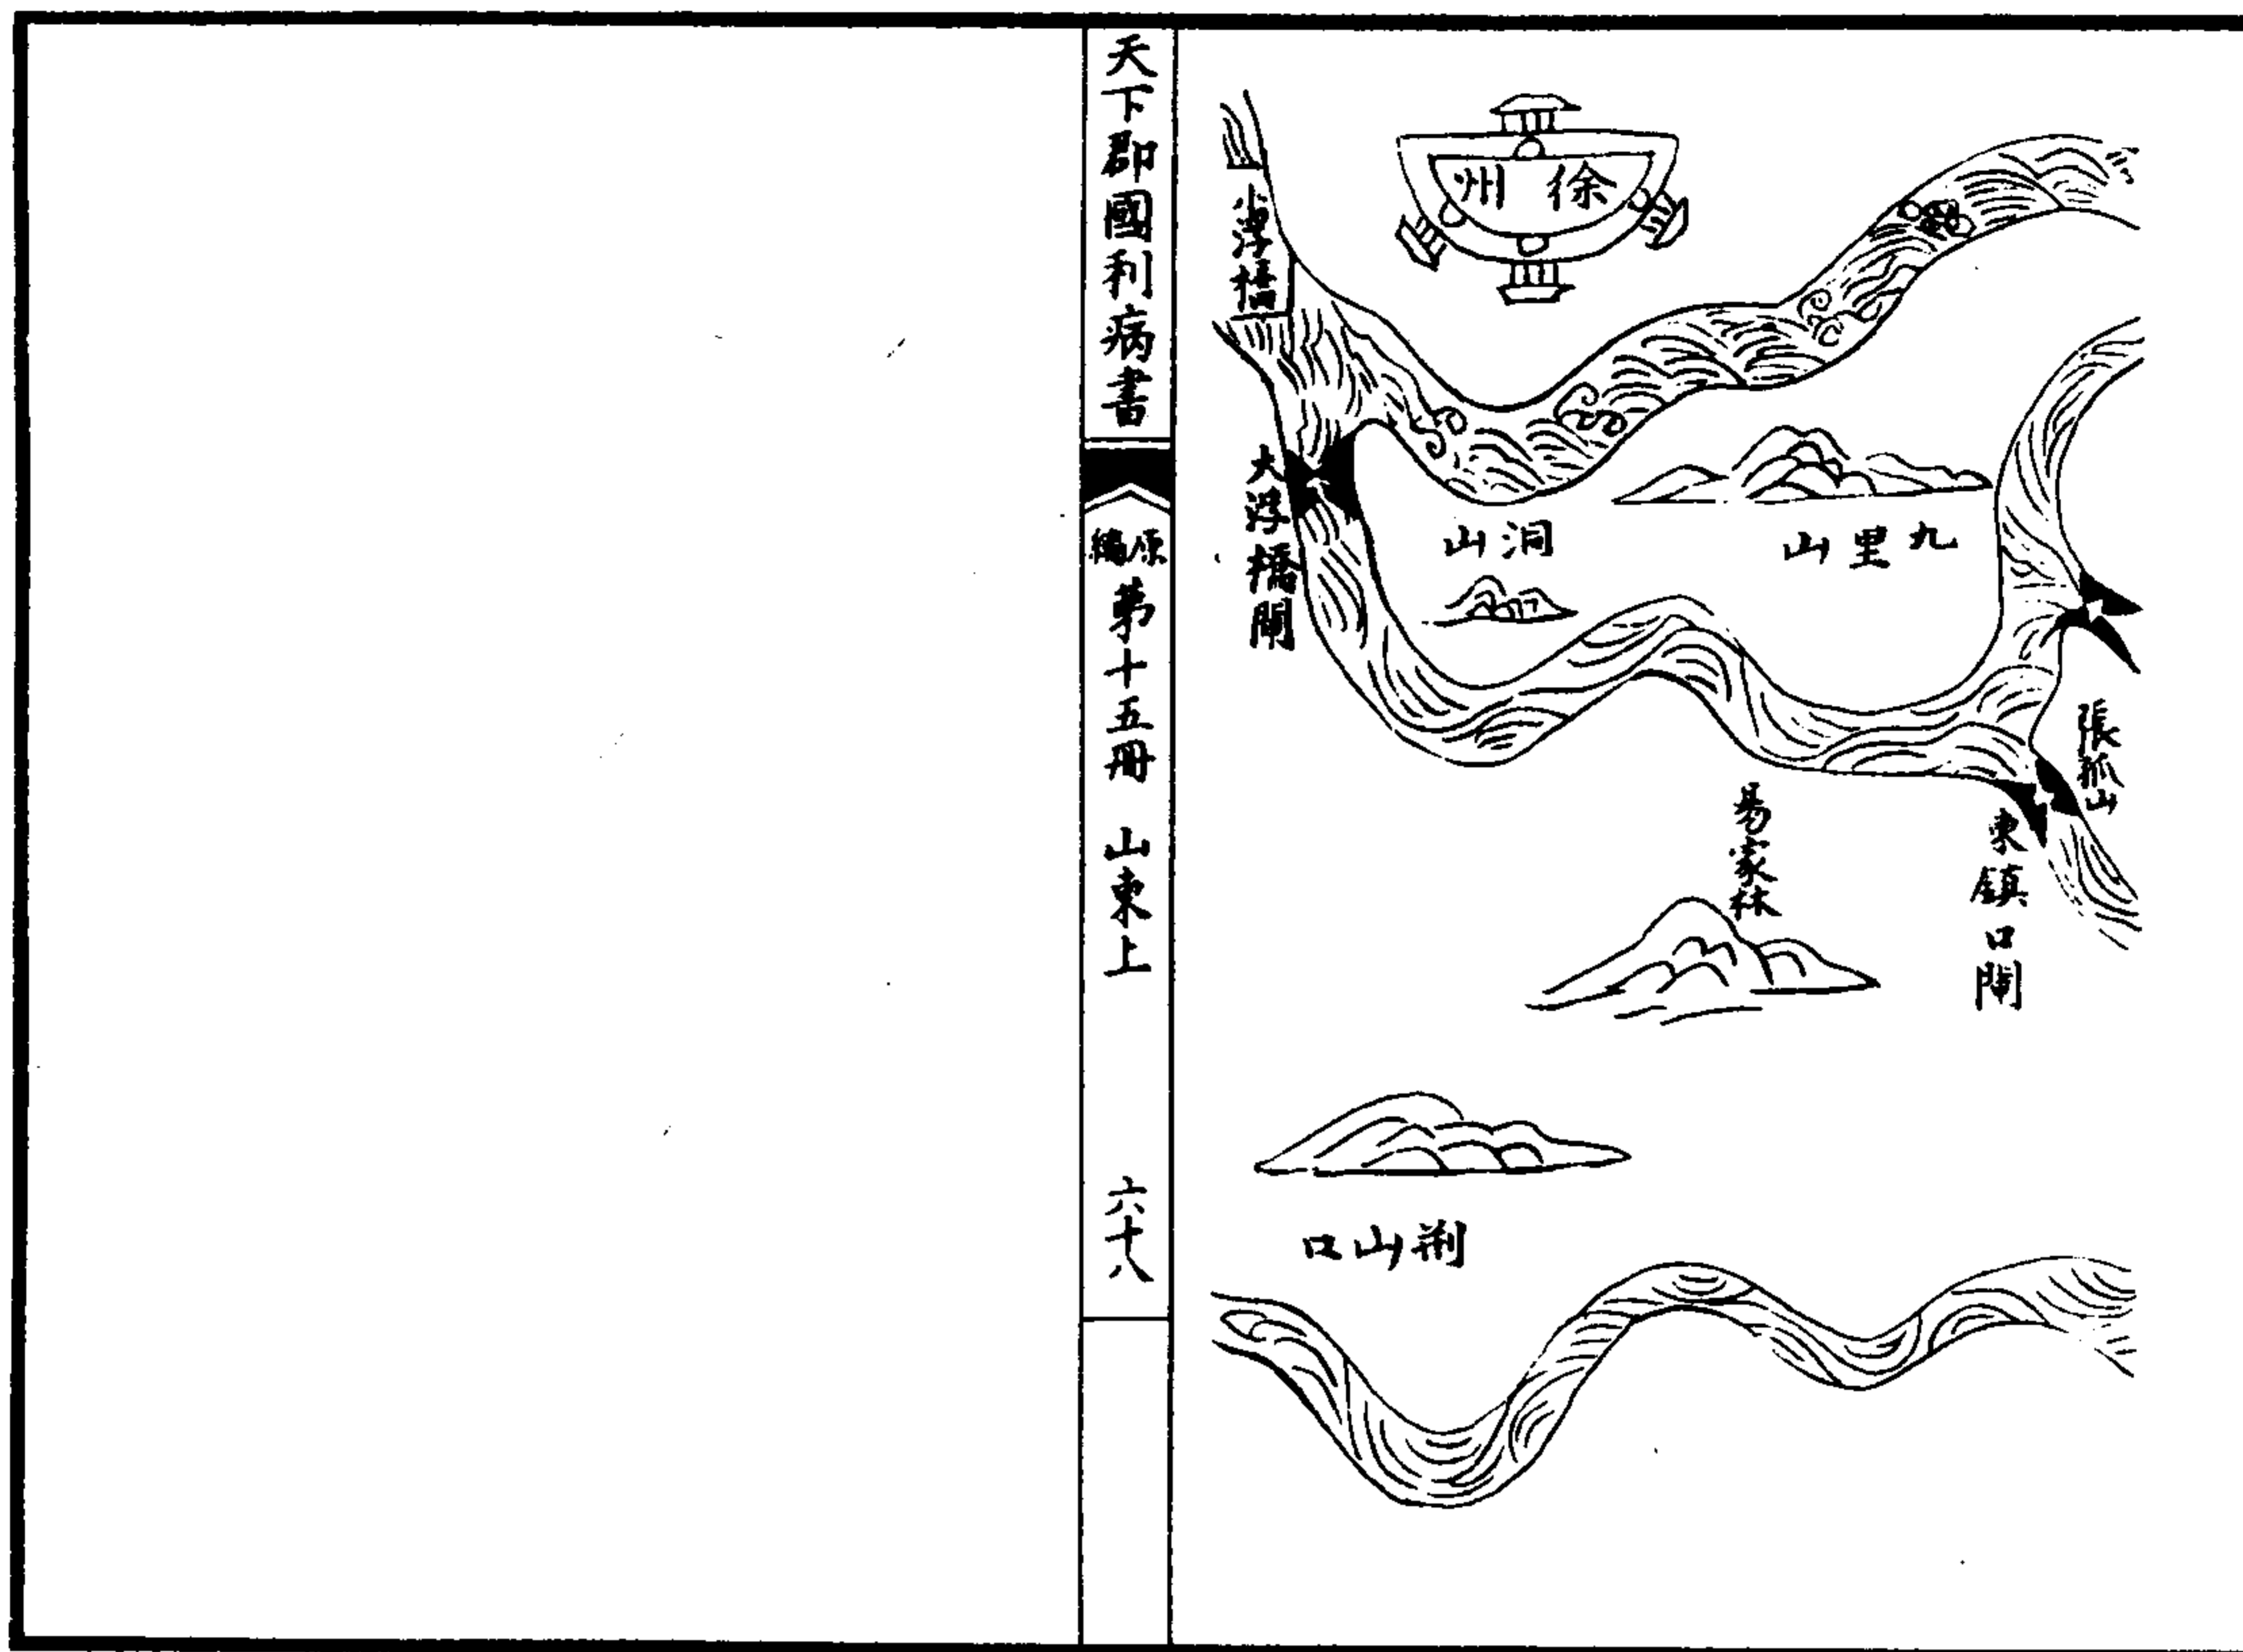 徐州
九里山
洞山
小浮橋
大浮橋閘
張孤山
東鎮口閘
易家林
荆山口
天下郡國利病書
原編
第十五册 山東上
六十八